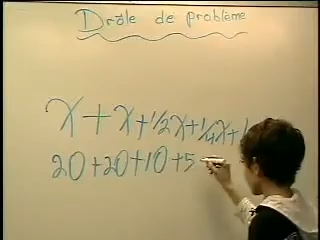 Drôle de problème
x + x + 1/2x + 1/4x + 1
20 + 20 + 10 + 5